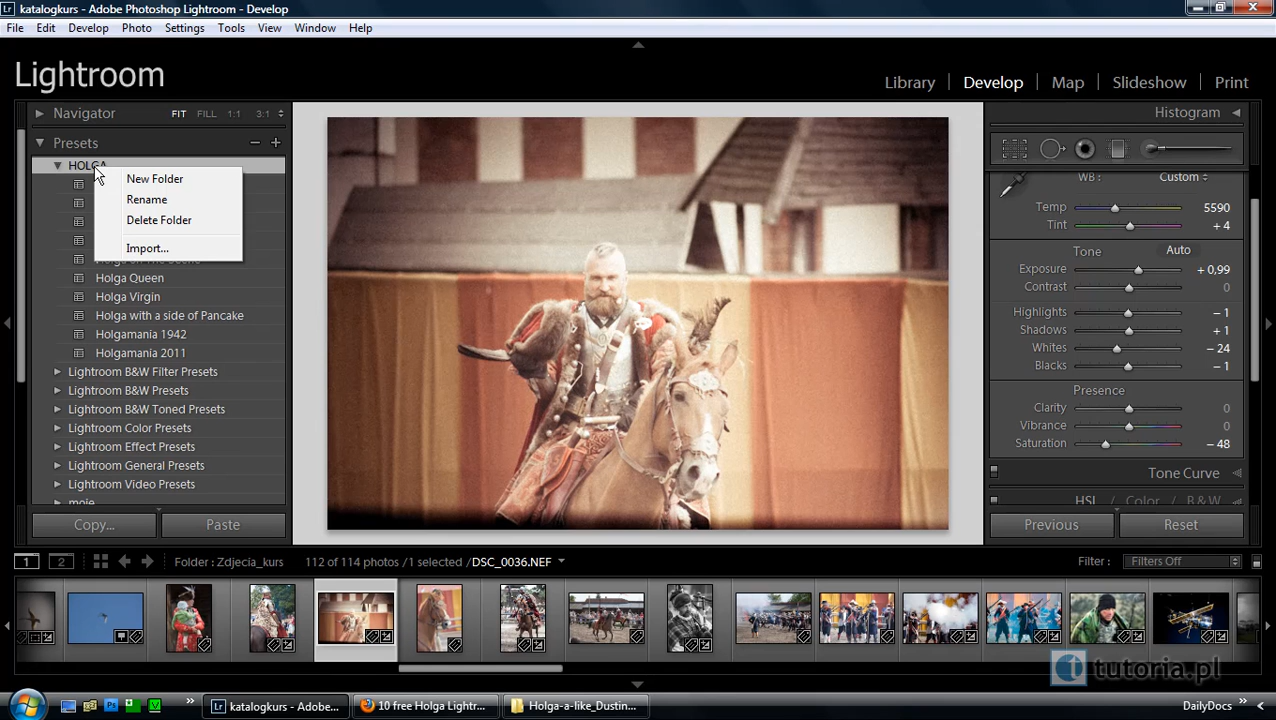 katalogkurs - Adobe Photoshop Lightroom - Develop
File Edit Develop Photo Settings Tools View Window Help
Lightroom
Library Develop Map Slideshow Print
Navigator FIT FILL 1:1 3:1
Histogram
Presets
HOLGA
New Folder
Rename
Delete Folder
Import...
Holga Queen
Holga Virgin
Holga with a side of Pancake
Holgamania 1942
Holgamania 2011
Lightroom B&W Filter Presets
Lightroom B&W Presets
Lightroom B&W Toned Presets
Lightroom Color Presets
Lightroom Effect Presets
Lightroom General Presets
Lightroom Video Presets
moje
Copy... Paste
WB : Custom
Temp 5590
Tint + 4
Tone Auto
Exposure + 0,99
Contrast 0
Highlights – 1
Shadows + 1
Whites – 24
Blacks – 1
Presence
Clarity 0
Vibrance 0
Saturation – 48
Tone Curve
HSL / Color / B & W
Previous Reset
1 2 Folder : Zdjecia_kurs 112 of 114 photos / 1 selected / DSC_0036.NEF Filter : Filters Off
t tutoria.pl
Lr katalogkurs - Adobe... 10 free Holga Lightr... Holga-a-like_Dustin... DailyDocs »